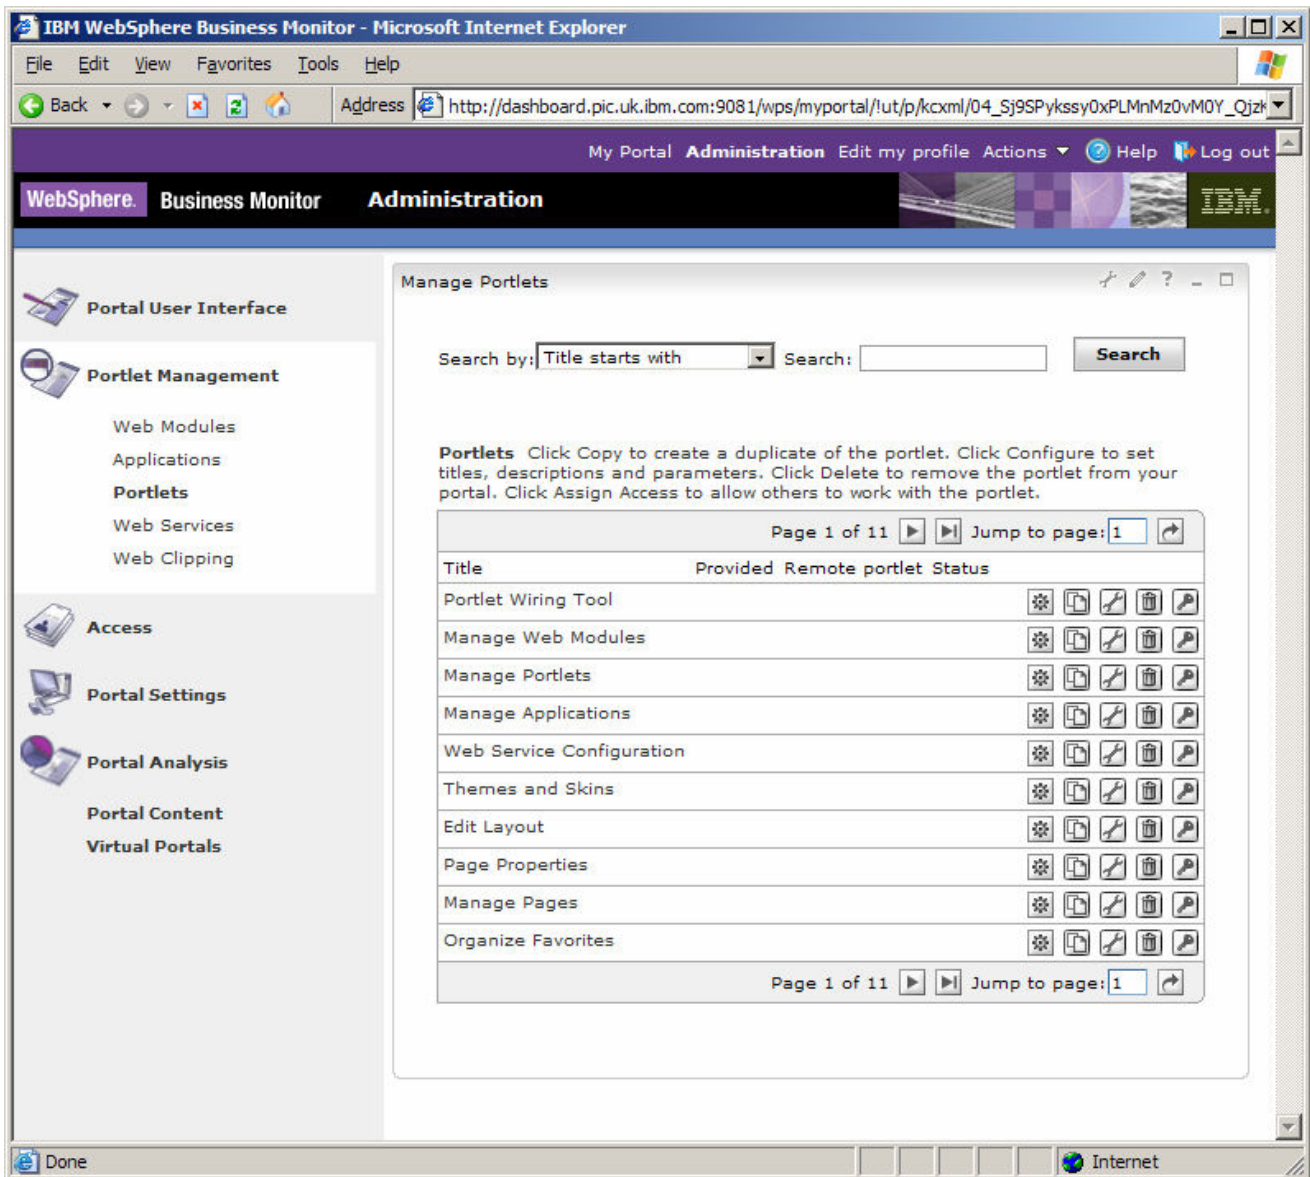 IBM WebSphere Business Monitor - Microsoft Internet Explorer
File Edit View Favorites Tools Help
Back Address http://dashboard.pic.uk.ibm.com:9081/wps/myportal/!ut/p/kcxml/04_Sj9SPykssy0xPLMnMz0vM0Y_QjzK
My Portal Administration Edit my profile Actions Help Log out
WebSphere. Business Monitor Administration IBM.
Portal User Interface
Portlet Management
Web Modules
Applications
Portlets
Web Services
Web Clipping
Access
Portal Settings
Portal Analysis
Portal Content
Virtual Portals
Manage Portlets ?
Search by: Title starts with Search: Search
Portlets Click Copy to create a duplicate of the portlet. Click Configure to set
titles, descriptions and parameters. Click Delete to remove the portlet from your
portal. Click Assign Access to allow others to work with the portlet.
Page 1 of 11 Jump to page: 1
Title Provided Remote portlet Status
Portlet Wiring Tool
Manage Web Modules
Manage Portlets
Manage Applications
Web Service Configuration
Themes and Skins
Edit Layout
Page Properties
Manage Pages
Organize Favorites
Page 1 of 11 Jump to page: 1
Done Internet